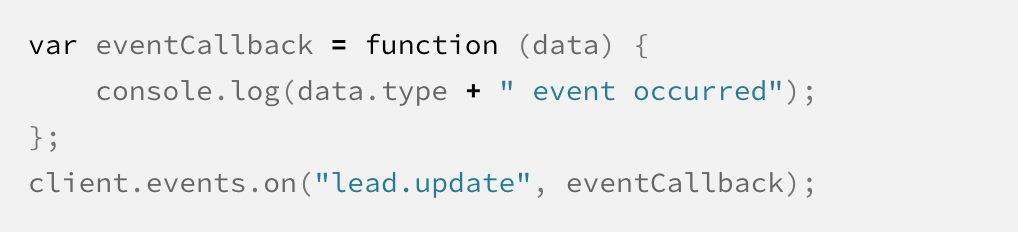 var eventCallback = function (data) {
    console.log(data.type + " event occurred");
};
client.events.on("lead.update", eventCallback);